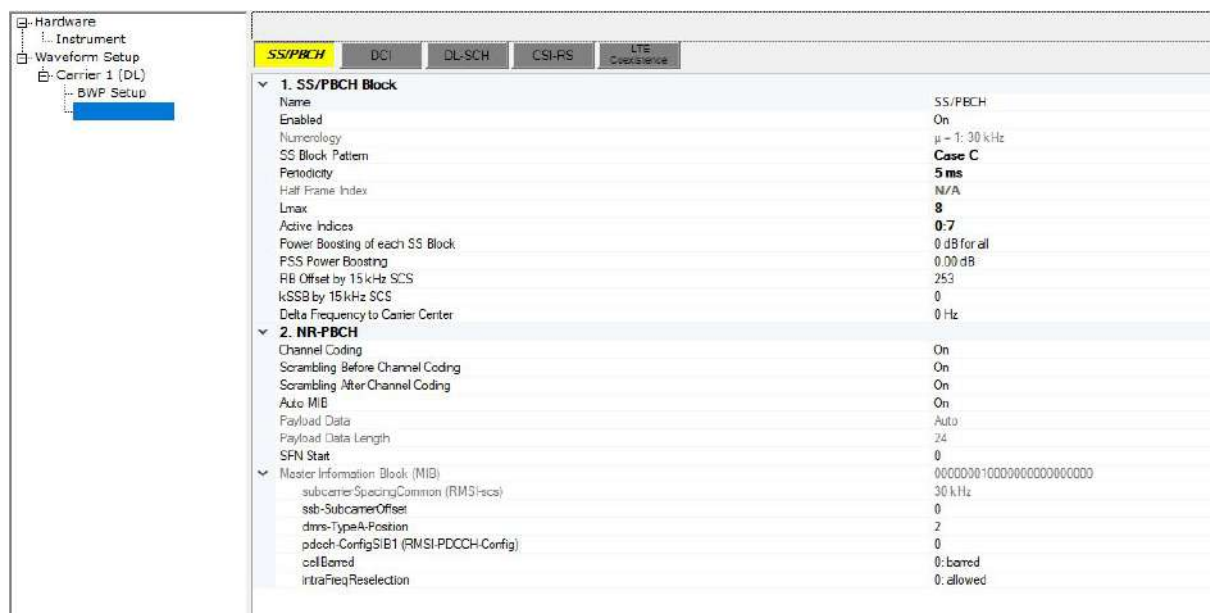 Hardware
Instrument
Waveform Setup
Carrier 1 (DL)
BWP Setup
SS/PBCH DCI DL-SCH CSI-RS LTE Coexistence
1. SS/PBCH Block
Name SS/PBCH
Enabled On
Numerology μ = 1: 30 kHz
SS Block Pattern Case C
Periodicity 5 ms
Half Frame Index N/A
Lmax 8
Active Indices 0:7
Power Boosting of each SS Block 0 dB for all
PSS Power Boosting 0.00 dB
RB Offset by 15 kHz SCS 253
kSSB by 15 kHz SCS 0
Delta Frequency to Carrier Center 0 Hz
2. NR-PBCH
Channel Coding On
Scrambling Before Channel Coding On
Scrambling After Channel Coding On
Auto MIB On
Payload Data Auto
Payload Data Length 24
SFN Start 0
Master Information Block (MIB) 000000010000000000000000
subcarrierSpacingCommon (RMSI-scs) 30 kHz
ssb-SubcarrierOffset 0
dmrs-TypeA-Position 2
pdcch-ConfigSIB1 (RMSI-PDCCH-Config) 0
cellBarred 0: barred
intraFreqReselection 0: allowed